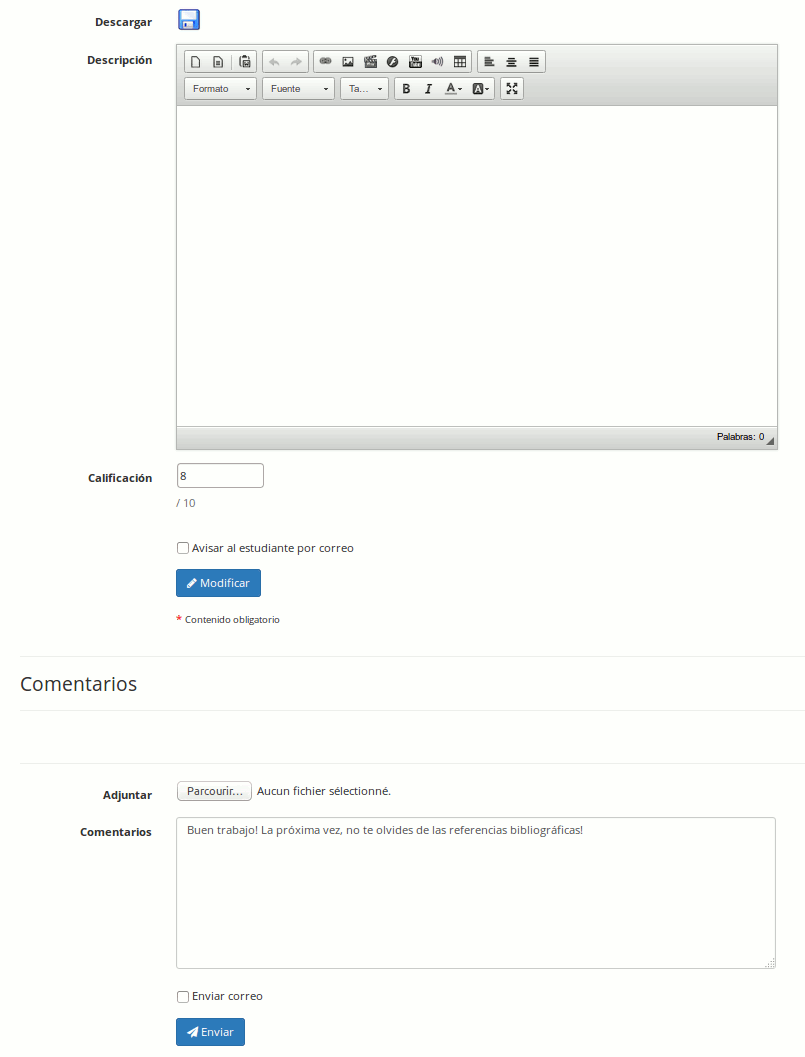 Descargar
Descripción
Formato Fuente Ta...
B I A A
Palabras: 0
Calificación 8
/ 10
Avisar al estudiante por correo
Modificar
* Contenido obligatorio
Comentarios
Adjuntar Parcourir... Aucun fichier sélectionné.
Comentarios Buen trabajo! La próxima vez, no te olvides de las referencias bibliográficas!
Enviar correo
Enviar